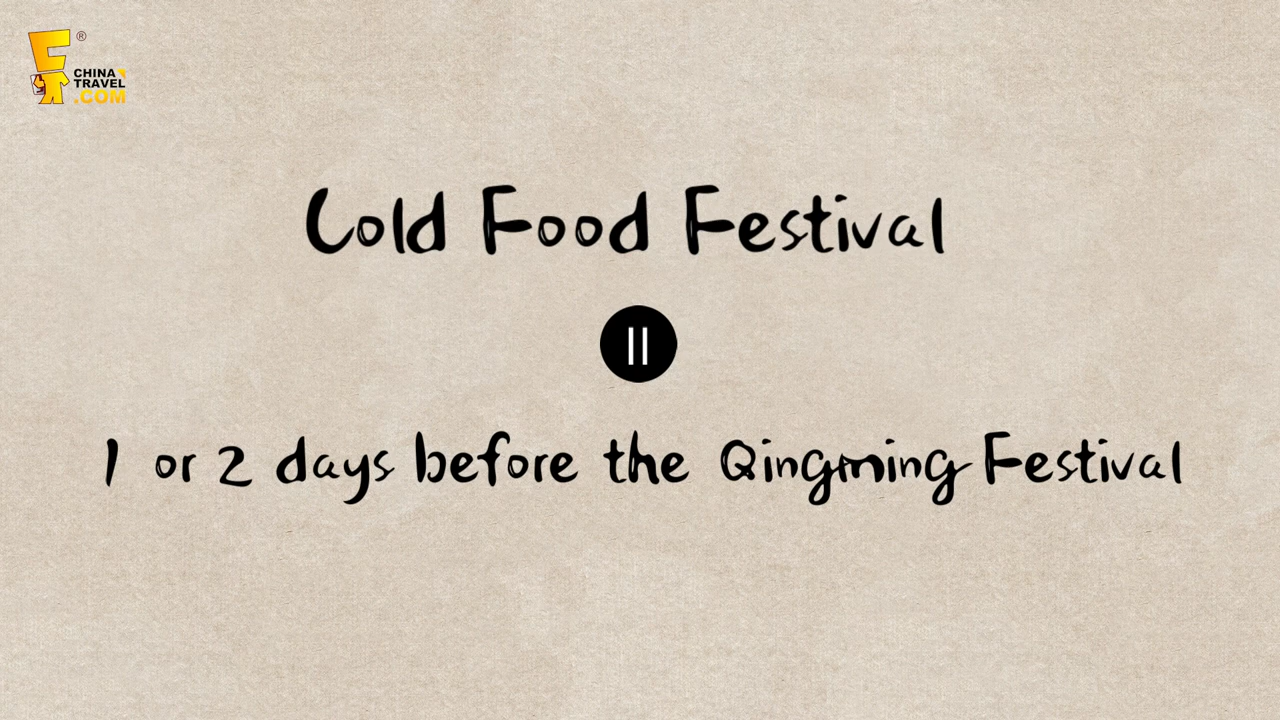 ®
CHINA
TRAVEL
.COM
Cold Food Festival
1 or 2 days before the Qingming Festival